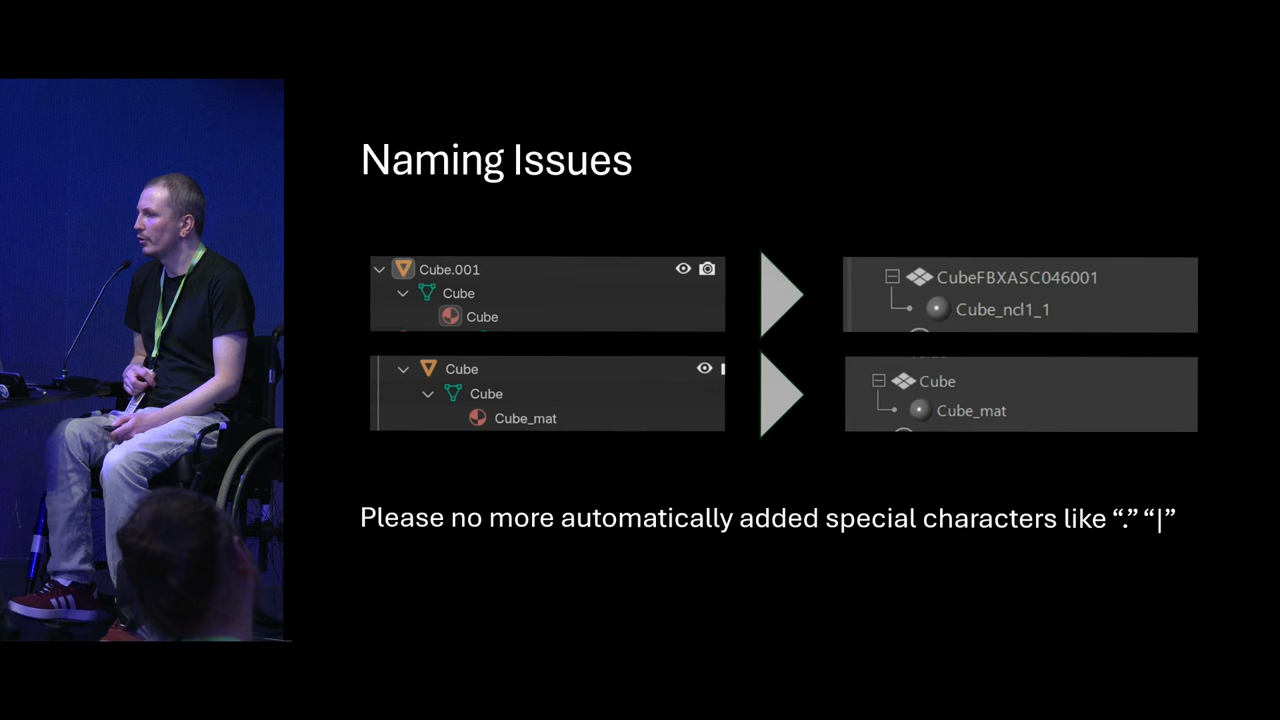 Naming Issues
Cube.001
Cube
Cube
CubeFBXASC046001
Cube_ncl1_1
Cube
Cube
Cube_mat
Cube
Cube_mat
Please no more automatically added special characters like “.” “|”